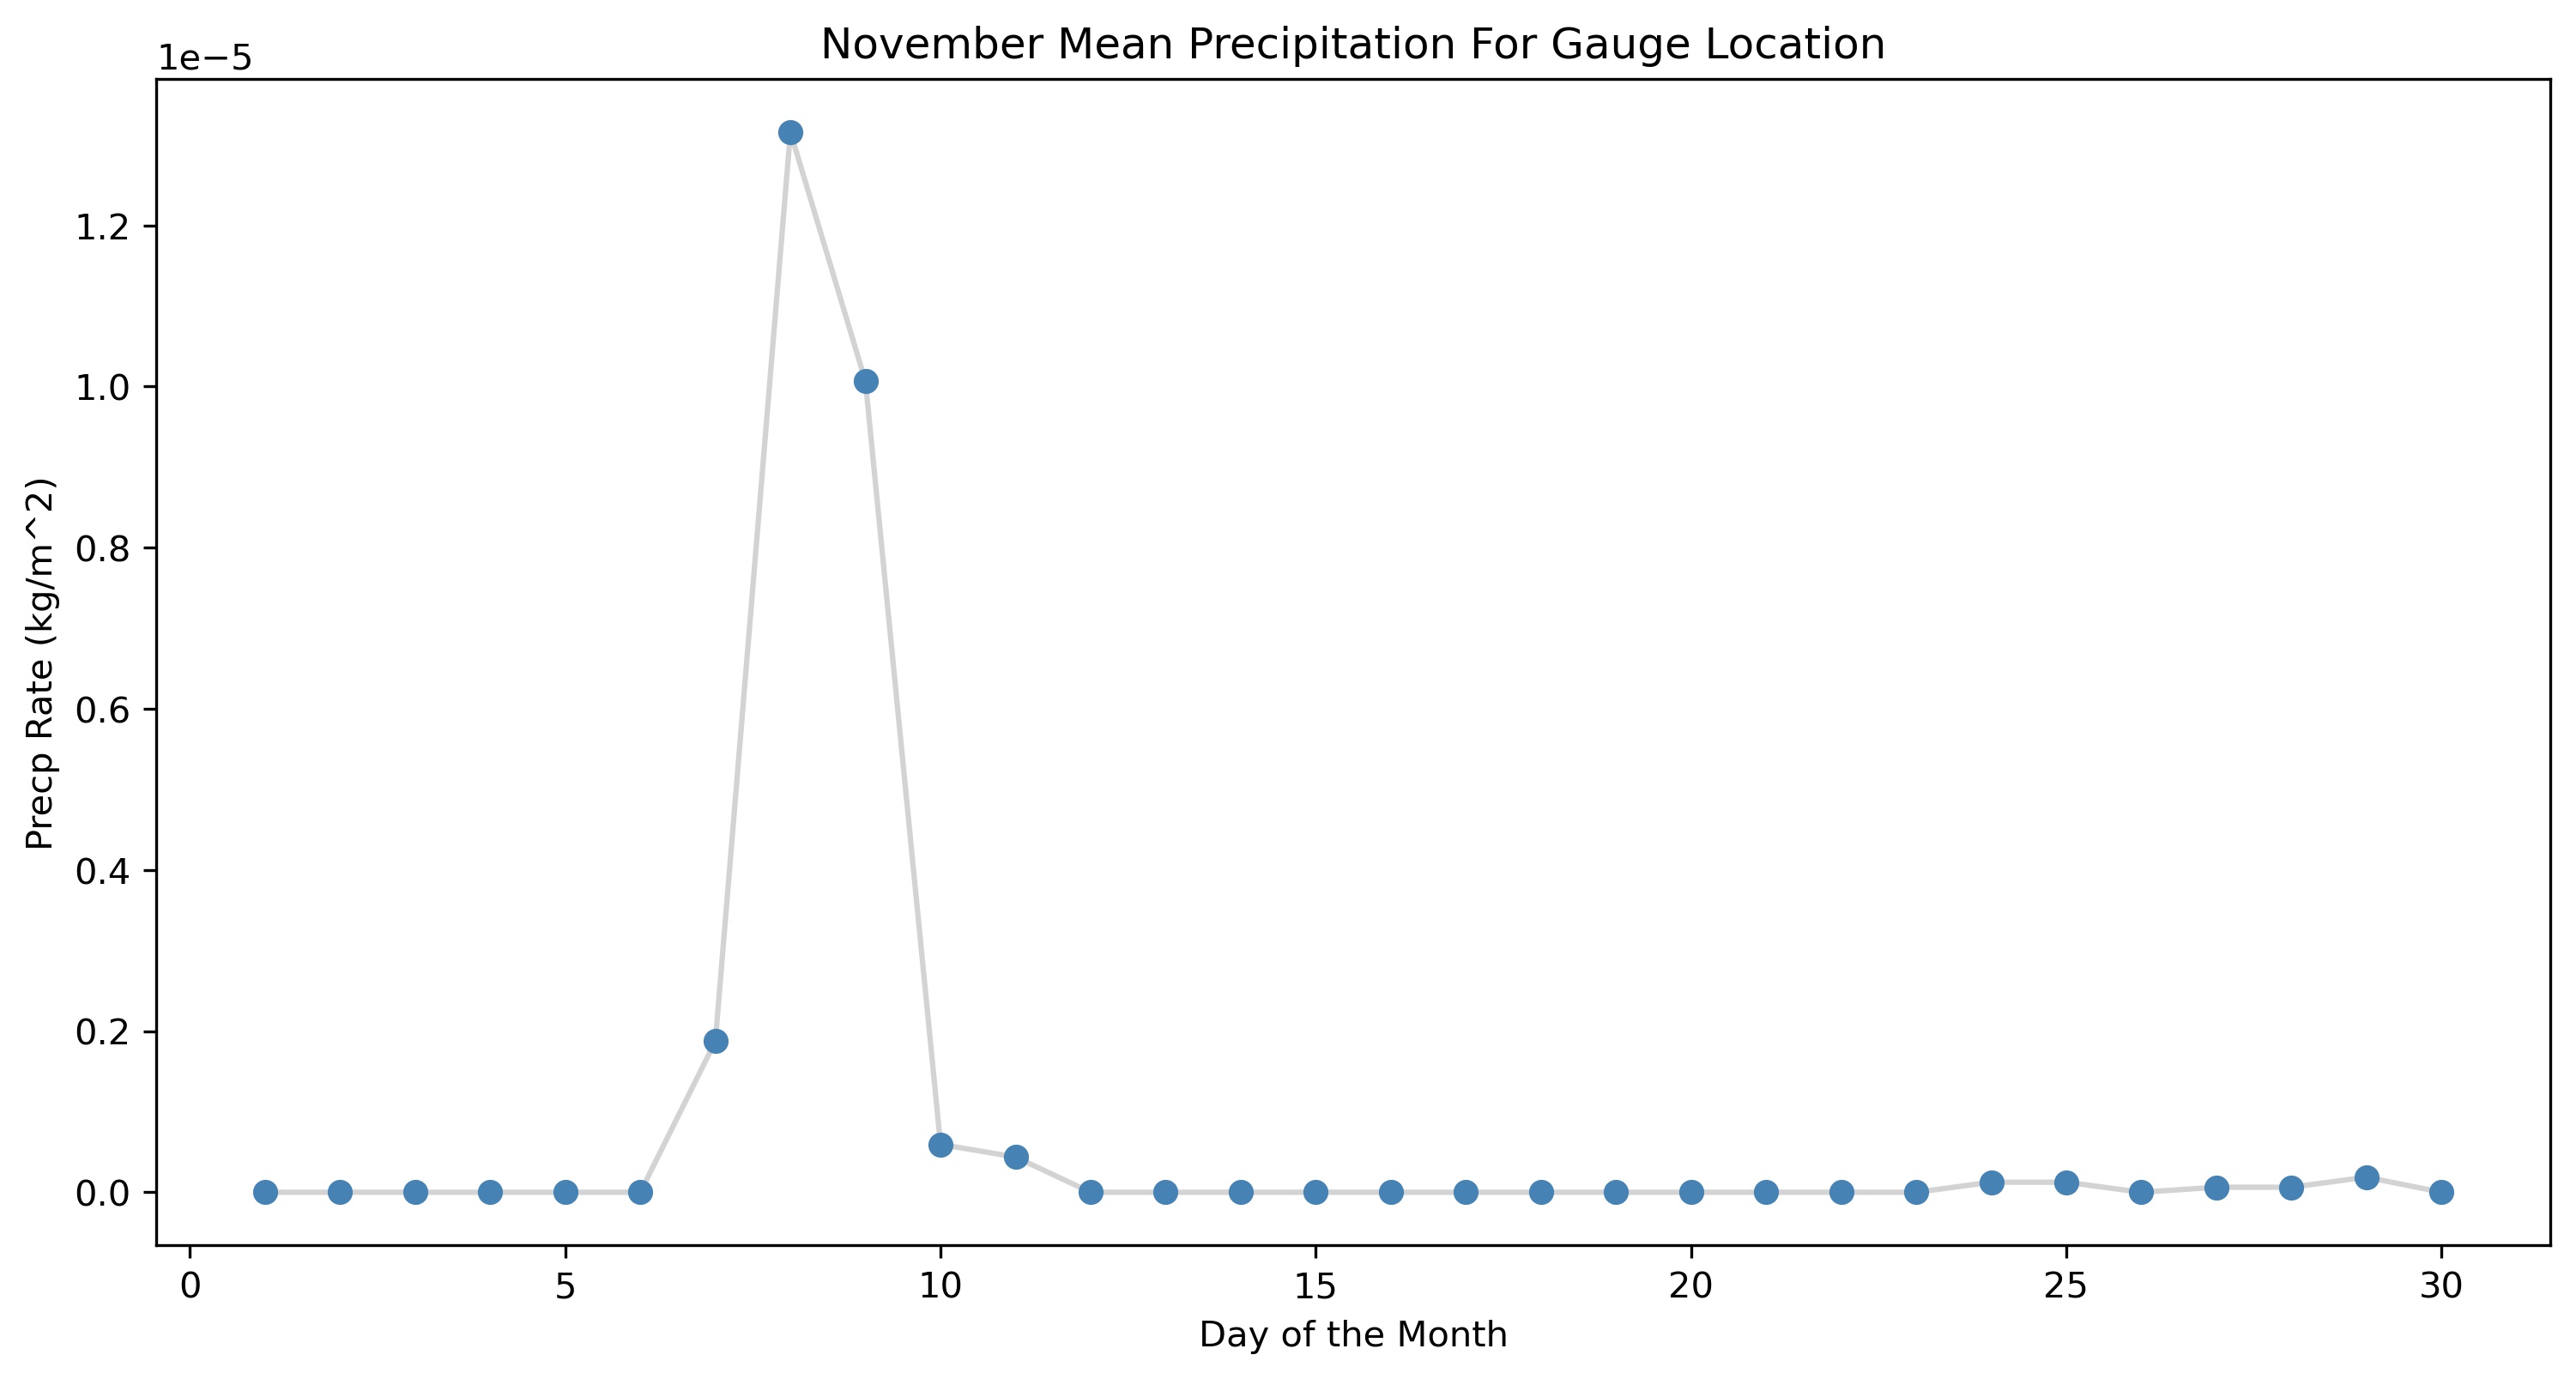 November Mean Precipitation For Gauge Location
1e−5
1.2
1.0
0.8
0.6
0.4
0.2
0.0
Precp Rate (kg/m^2)
0 5 10 15 20 25 30
Day of the Month